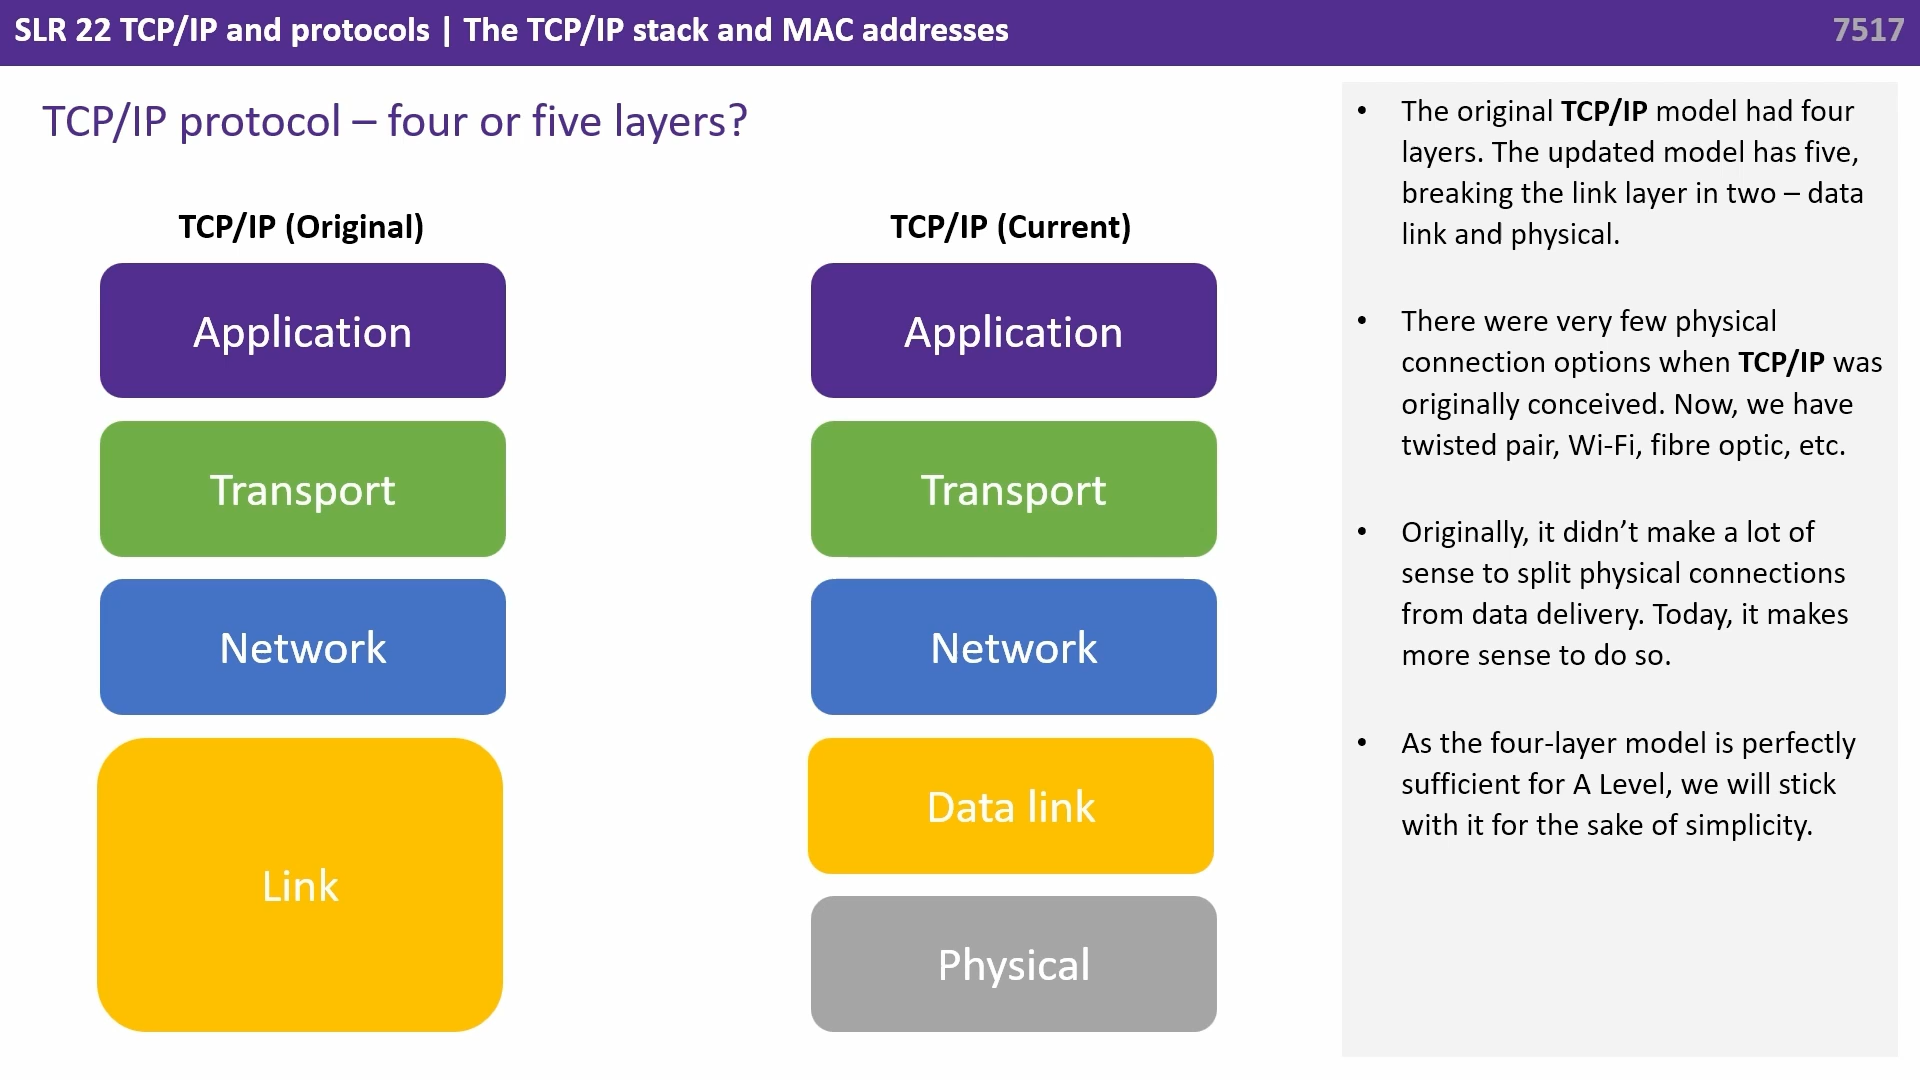 SLR 22 TCP/IP and protocols | The TCP/IP stack and MAC addresses
7517
TCP/IP protocol – four or five layers?
TCP/IP (Original)
Application
Transport
Network
Link
TCP/IP (Current)
Application
Transport
Network
Data link
Physical
• The original TCP/IP model had four
layers. The updated model has five,
breaking the link layer in two – data
link and physical.
• There were very few physical
connection options when TCP/IP was
originally conceived. Now, we have
twisted pair, Wi-Fi, fibre optic, etc.
• Originally, it didn’t make a lot of
sense to split physical connections
from data delivery. Today, it makes
more sense to do so.
• As the four-layer model is perfectly
sufficient for A Level, we will stick
with it for the sake of simplicity.